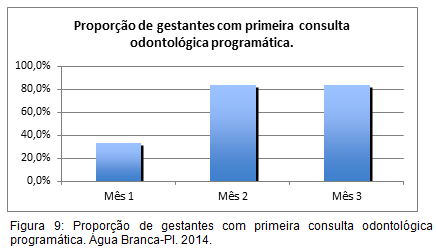 Proporção de gestantes com primeira consulta
odontológica programática.
100,0%
80,0%
60,0%
40,0%
20,0%
0,0%
Mês 1 Mês 2 Mês 3
Figura 9: Proporção de gestantes com primeira consulta odontológica
programática. Água Branca-PI. 2014.